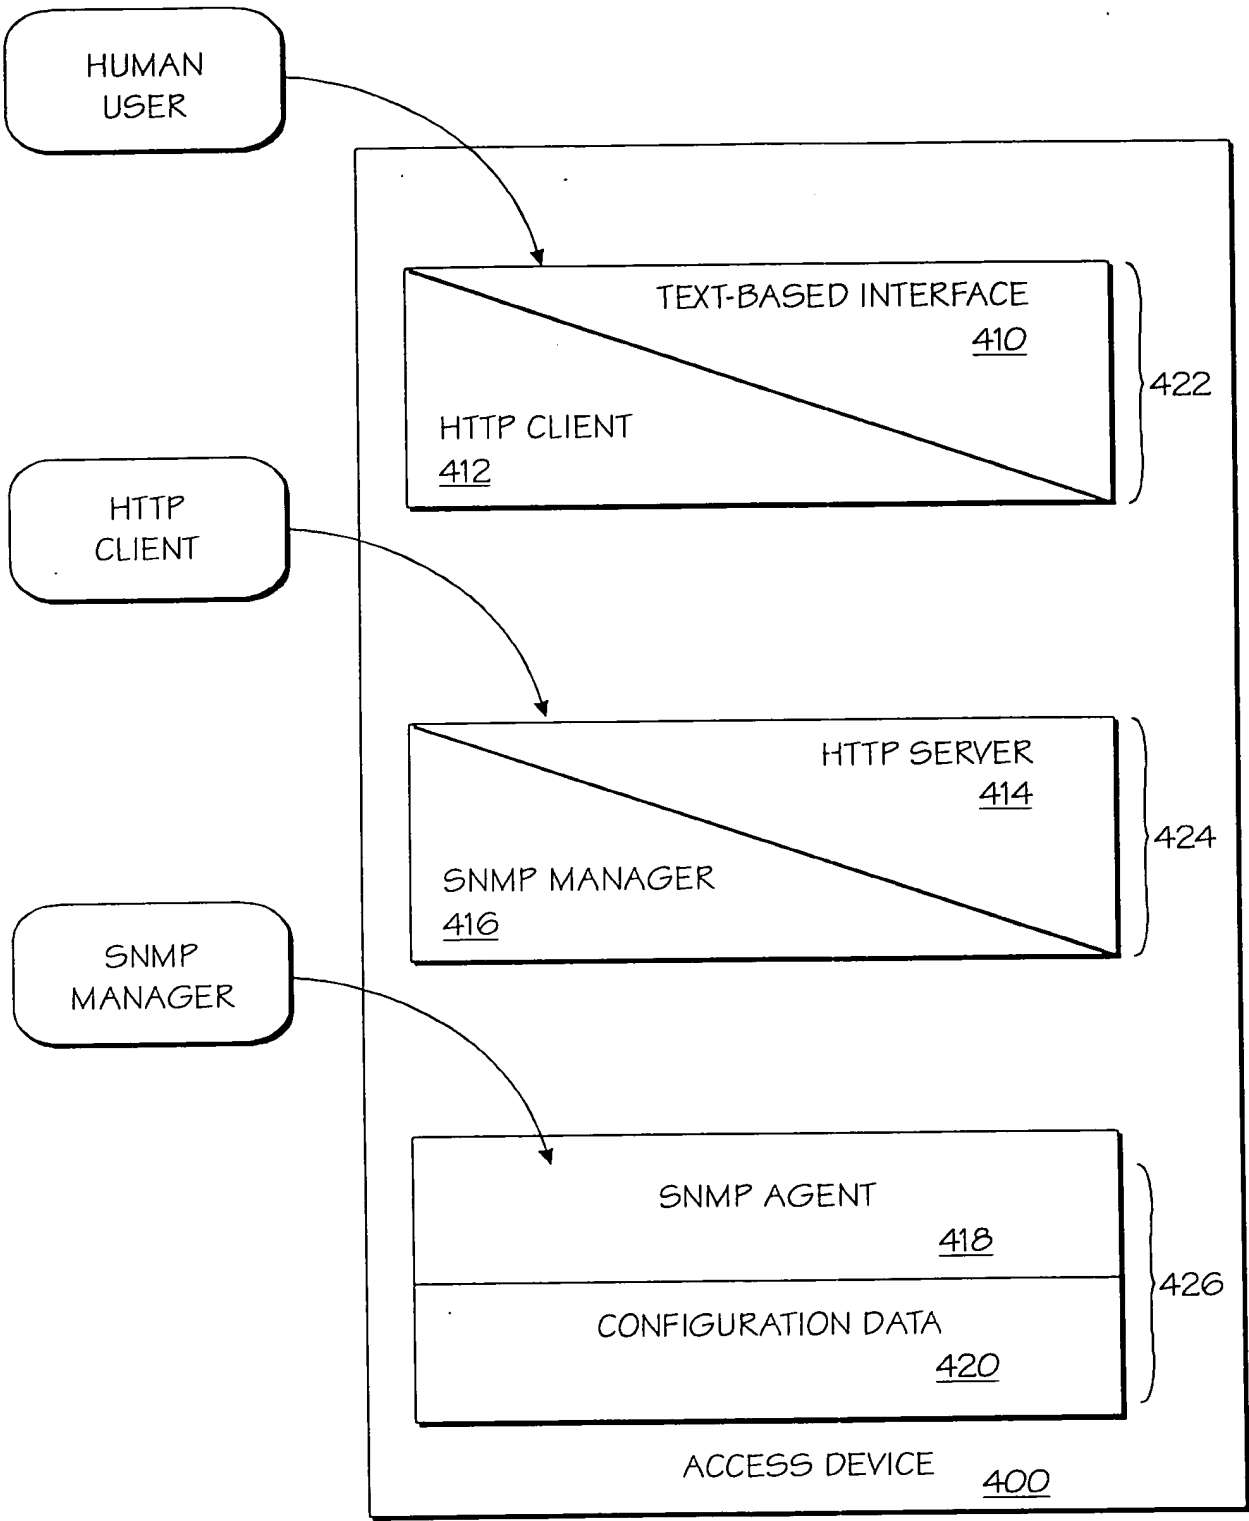 HUMAN
USER
TEXT-BASED INTERFACE
410
422
HTTP CLIENT
412
HTTP
CLIENT
HTTP SERVER
414
424
SNMP MANAGER
416
SNMP
MANAGER
SNMP AGENT
418
426
CONFIGURATION DATA
420
ACCESS DEVICE 400